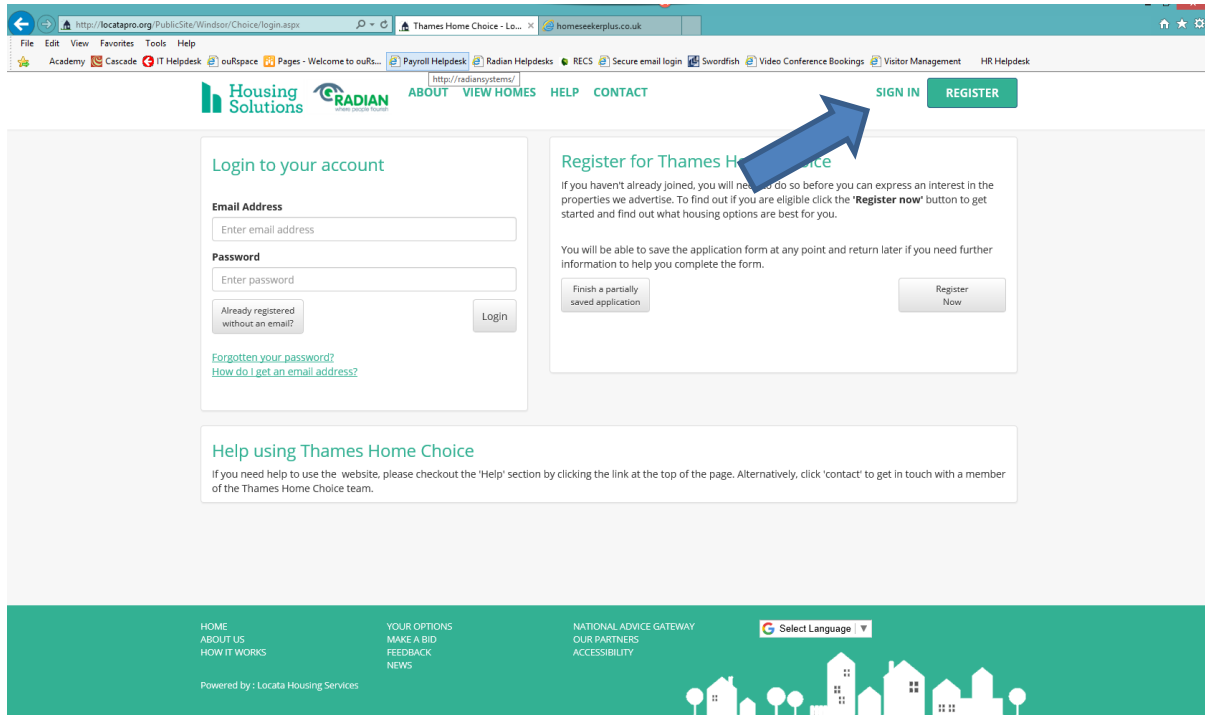 http://locatapro.org/PublicSite/Windsor/Choice/login.aspx
Thames Home Choice - Lo... ×
homeseekerplus.co.uk
File Edit View Favorites Tools Help
Academy Cascade IT Helpdesk ouRspace Pages - Welcome to ouRs... Payroll Helpdesk Radian Helpdesks RECS Secure email login Swordfish Video Conference Bookings Visitor Management HR Helpdesk
http://radiansystems/
Housing Solutions
RADIAN
where people flourish
ABOUT VIEW HOMES HELP CONTACT SIGN IN REGISTER
Login to your account
Email Address
Enter email address
Password
Enter password
Already registered
without an email?
Login
Forgotten your password?
How do I get an email address?
Register for Thames H ice
If you haven't already joined, you will need to do so before you can express an interest in the
properties we advertise. To find out if you are eligible click the 'Register now' button to get
started and find out what housing options are best for you.
You will be able to save the application form at any point and return later if you need further
information to help you complete the form.
Finish a partially
saved application
Register
Now
Help using Thames Home Choice
If you need help to use the website, please checkout the 'Help' section by clicking the link at the top of the page. Alternatively, click 'contact' to get in touch with a member
of the Thames Home Choice team.
HOME
ABOUT US
HOW IT WORKS
YOUR OPTIONS
MAKE A BID
FEEDBACK
NEWS
NATIONAL ADVICE GATEWAY
OUR PARTNERS
ACCESSIBILITY
G Select Language ▼
Powered by : Locata Housing Services